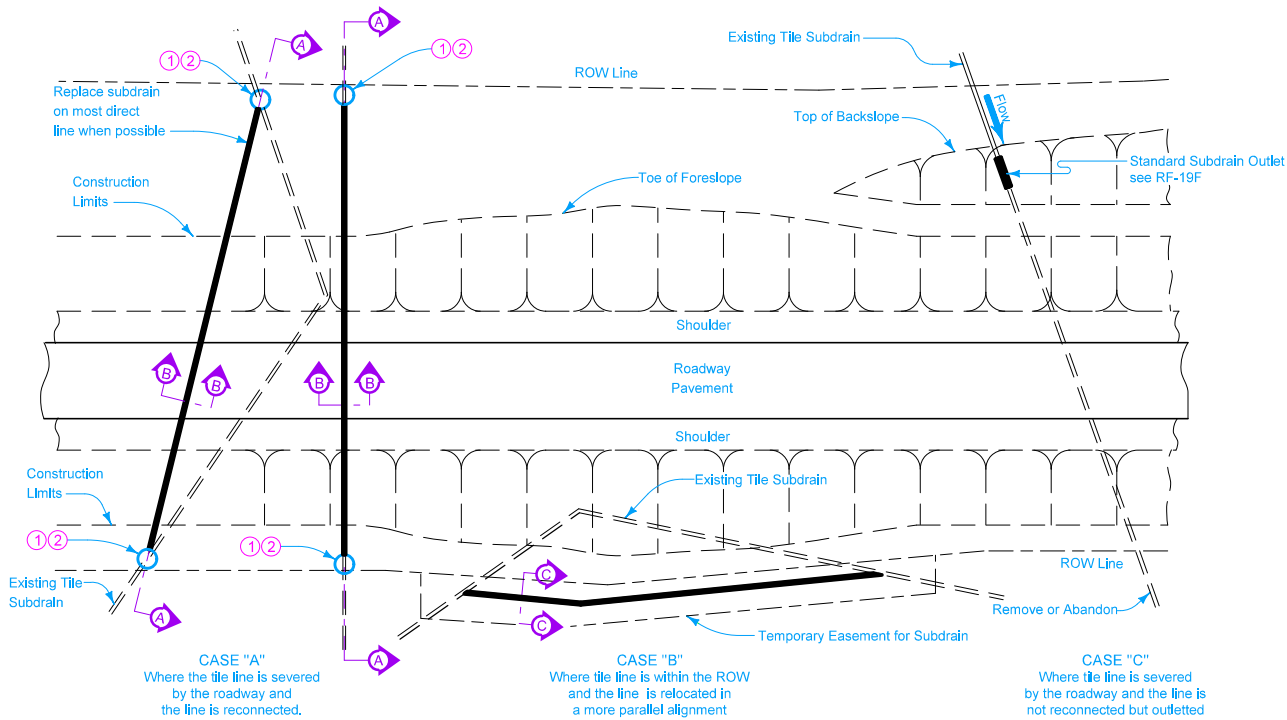 A
A
① ②
① ②
Existing Tile Subdrain
ROW Line
Replace subdrain
on most direct
line when possible
Flow
Top of Backslope
Standard Subdrain Outlet
see RF-19F
Toe of Foreslope
Construction
Limits
Shoulder
B
B
B
B
Roadway
Pavement
Shoulder
Construction
Limits
Existing Tile Subdrain
① ②
① ②
C
C
ROW Line
Existing Tile
Subdrain
A
Remove or Abandon
Temporary Easement for Subdrain
A
CASE "A"
Where the tile line is severed
by the roadway and
the line is reconnected.
CASE "B"
Where tile line is within the ROW
and the line is relocated in
a more parallel alignment
CASE "C"
Where tile line is severed
by the roadway and the line is
not reconnected but outletted